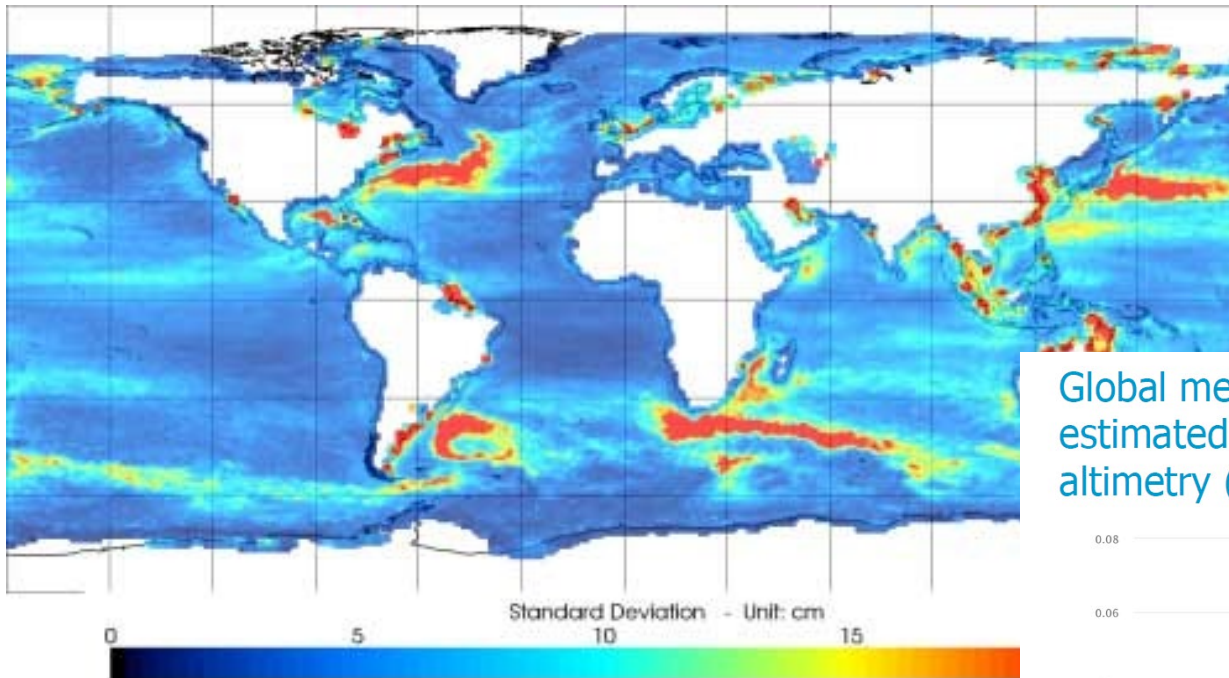 Global me
estimated
altimetry (
0.08
0.06
Standard Deviation - Unit: cm
0 5 10 15